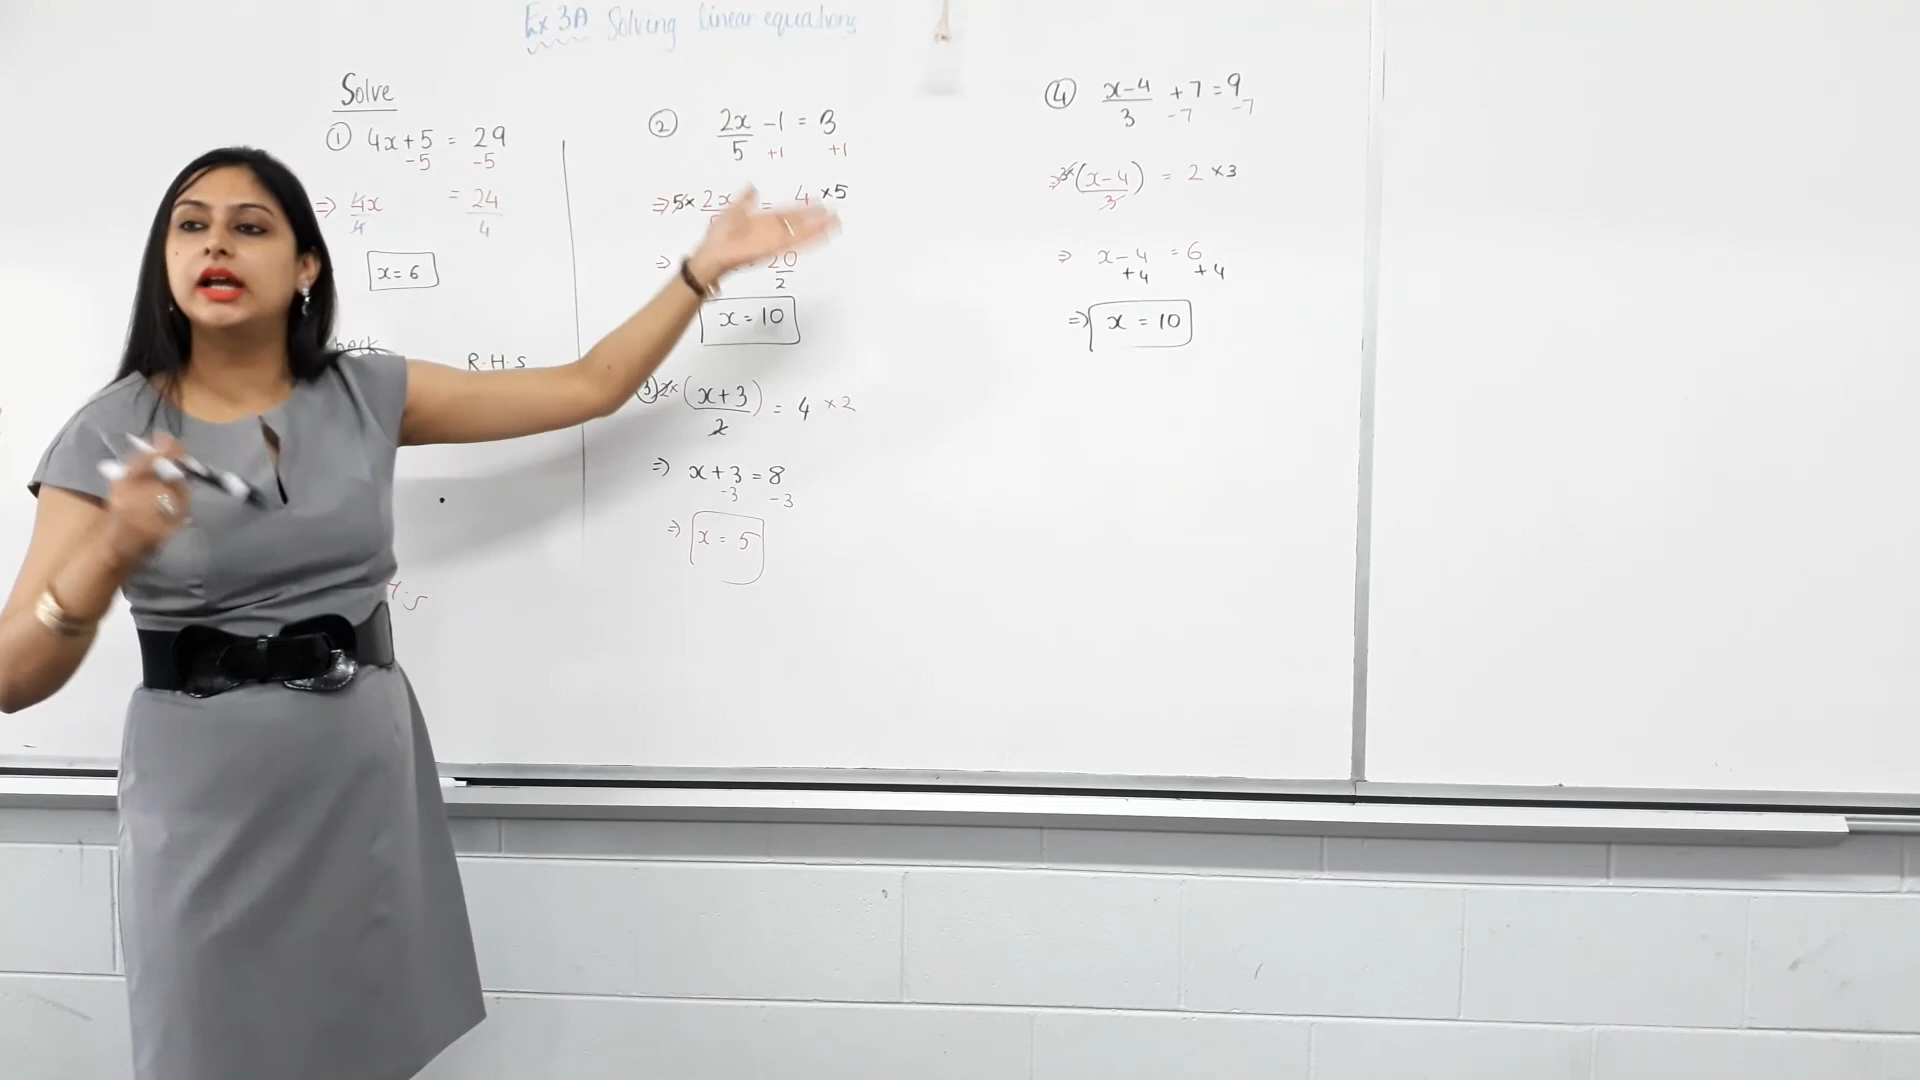 Ex 3A Solving linear equations
Solve
① 4x+5 = 29
-5 -5
⇒ 4x = 24
4 4
x = 6
R.H.S
② 2x/5 -1 = 3
+1 +1
⇒ 5× 2x = 4 ×5
⇒ = 20/2
x = 10
③ 2× (x+3)/2 = 4 ×2
⇒ x+3 = 8
-3 -3
⇒ x = 5
④ x-4/3 +7 = 9
-7 -7
⇒ 3× (x-4)/3 = 2 ×3
⇒ x-4 = 6
+4 +4
⇒ x = 10